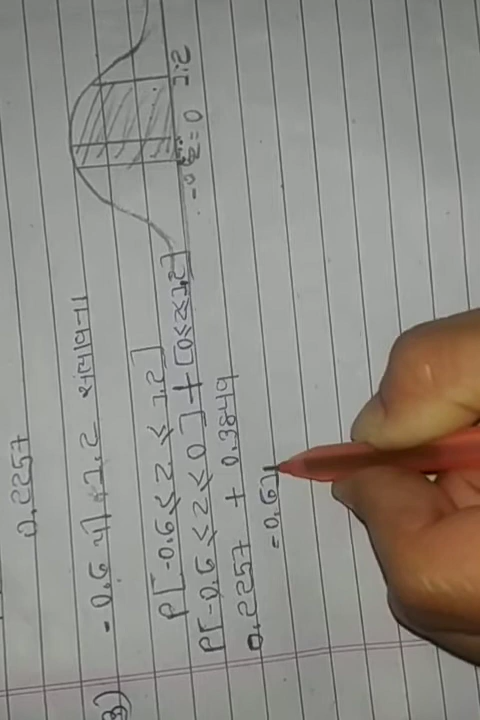 0.2257
3) -0.6 से 1.2 संभाव्यता
P[-0.6 ≤ Z ≤ 1.2]
P[-0.6 ≤ Z ≤ 0] + [0 ≤ Z ≤ 1.2]
0.2257 + 0.3849
= 0.61
-0.6 Z=0 1.2